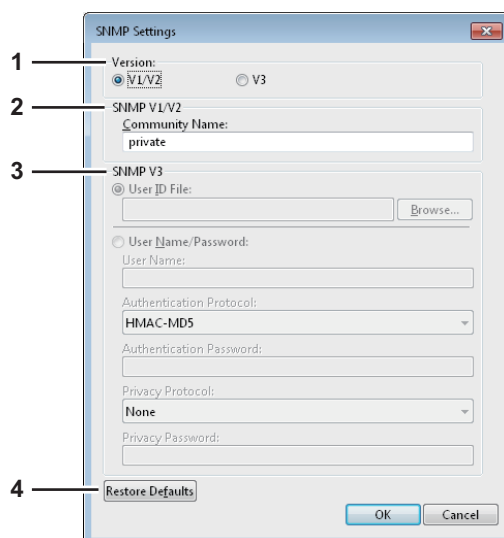 SNMP Settings
1
Version:
V1/V2 V3
2
SNMP V1/V2
Community Name:
private
3
SNMP V3
User ID File:
Browse...
User Name/Password:
User Name:
Authentication Protocol:
HMAC-MD5
Authentication Password:
Privacy Protocol:
None
Privacy Password:
4
Restore Defaults
OK Cancel